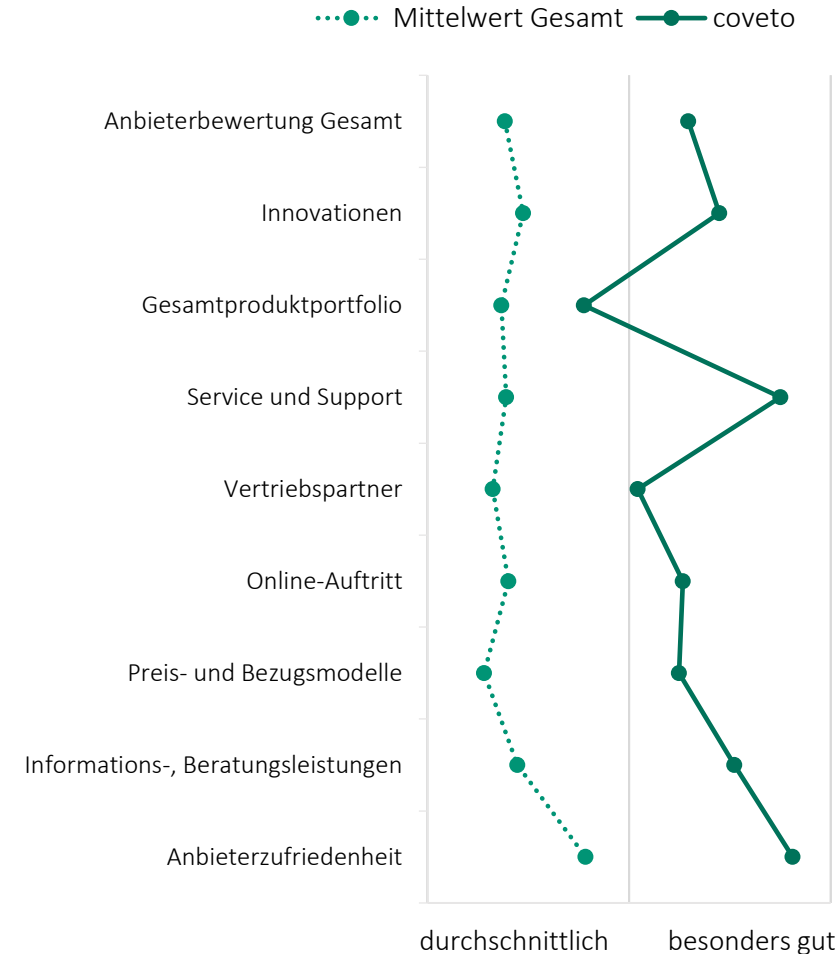 Mittelwert Gesamt coveto
Anbieterbewertung Gesamt
Innovationen
Gesamtproduktportfolio
Service und Support
Vertriebspartner
Online-Auftritt
Preis- und Bezugsmodelle
Informations-, Beratungsleistungen
Anbieterzufriedenheit
durchschnittlich besonders gut